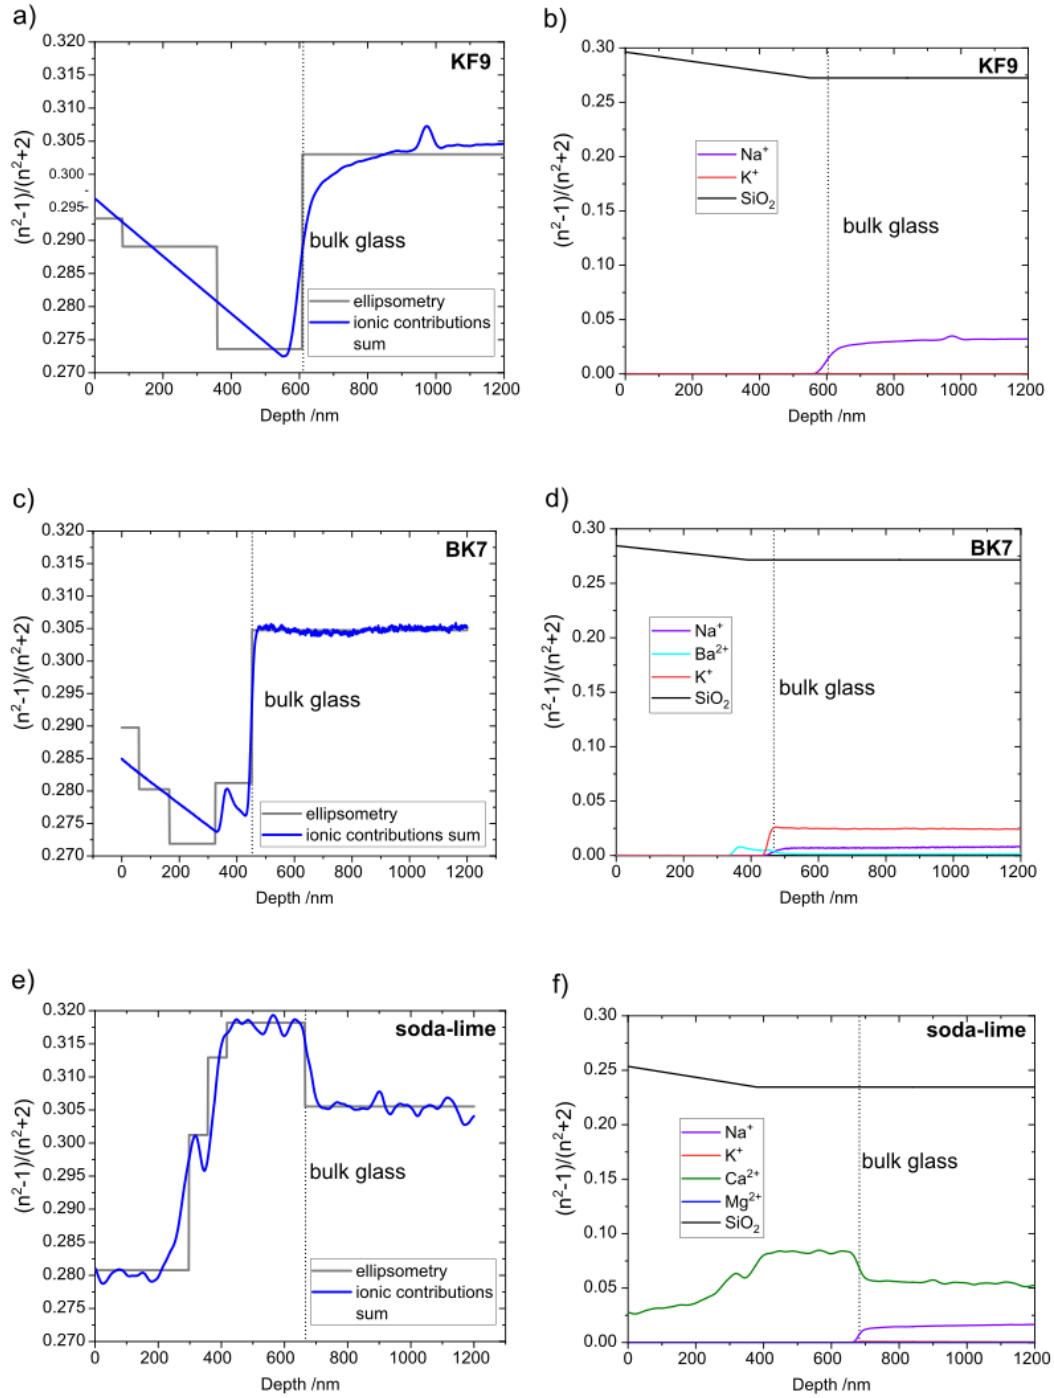 a)
KF9
0.320
0.315
0.310
0.305
0.300
0.295
0.290
0.285
0.280
0.275
0.270
(n²-1)/(n²+2)
bulk glass
ellipsometry
ionic contributions
sum
0 200 400 600 800 1000 1200
Depth /nm
b)
KF9
0.30
0.25
0.20
0.15
0.10
0.05
0.00
(n²-1)/(n²+2)
Na⁺
K⁺
SiO₂
bulk glass
0 200 400 600 800 1000 1200
Depth /nm
c)
BK7
0.320
0.315
0.310
0.305
0.300
0.295
0.290
0.285
0.280
0.275
0.270
(n²-1)/(n²+2)
bulk glass
ellipsometry
ionic contributions sum
0 200 400 600 800 1000 1200
Depth /nm
d)
BK7
0.30
0.25
0.20
0.15
0.10
0.05
0.00
(n²-1)/(n²+2)
Na⁺
Ba²⁺
K⁺
SiO₂
bulk glass
0 200 400 600 800 1000 1200
Depth /nm
e)
soda-lime
0.320
0.315
0.310
0.305
0.300
0.295
0.290
0.285
0.280
0.275
0.270
(n²-1)/(n²+2)
bulk glass
ellipsometry
ionic contributions
sum
0 200 400 600 800 1000 1200
Depth /nm
f)
soda-lime
0.30
0.25
0.20
0.15
0.10
0.05
0.00
(n²-1)/(n²+2)
Na⁺
K⁺
Ca²⁺
Mg²⁺
SiO₂
bulk glass
0 200 400 600 800 1000 1200
Depth /nm